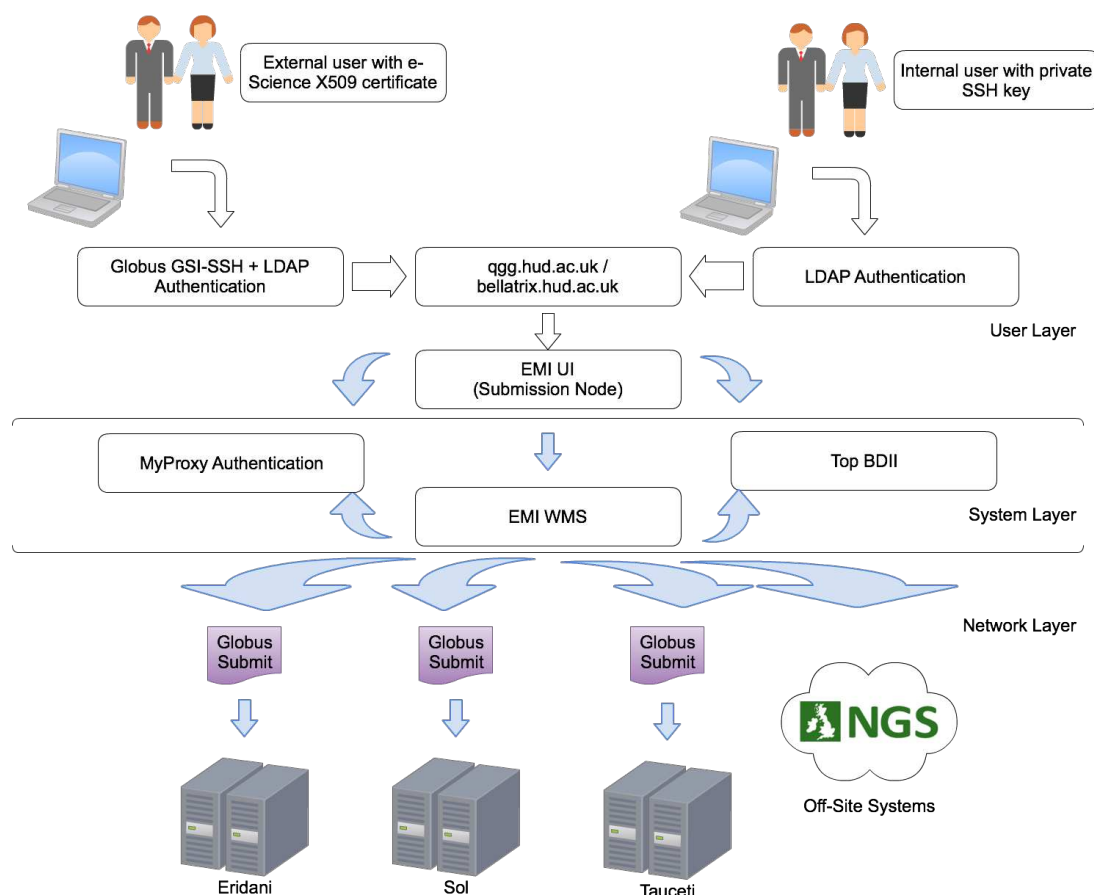 External user with e-
Science X509 certificate
Internal user with private
SSH key
Globus GSI-SSH + LDAP
Authentication
qgg.hud.ac.uk /
bellatrix.hud.ac.uk
LDAP Authentication
User Layer
EMI UI
(Submission Node)
MyProxy Authentication
Top BDII
EMI WMS
System Layer
Network Layer
Globus
Submit
Globus
Submit
Globus
Submit
NGS
Off-Site Systems
Eridani
Sol
Tauceti